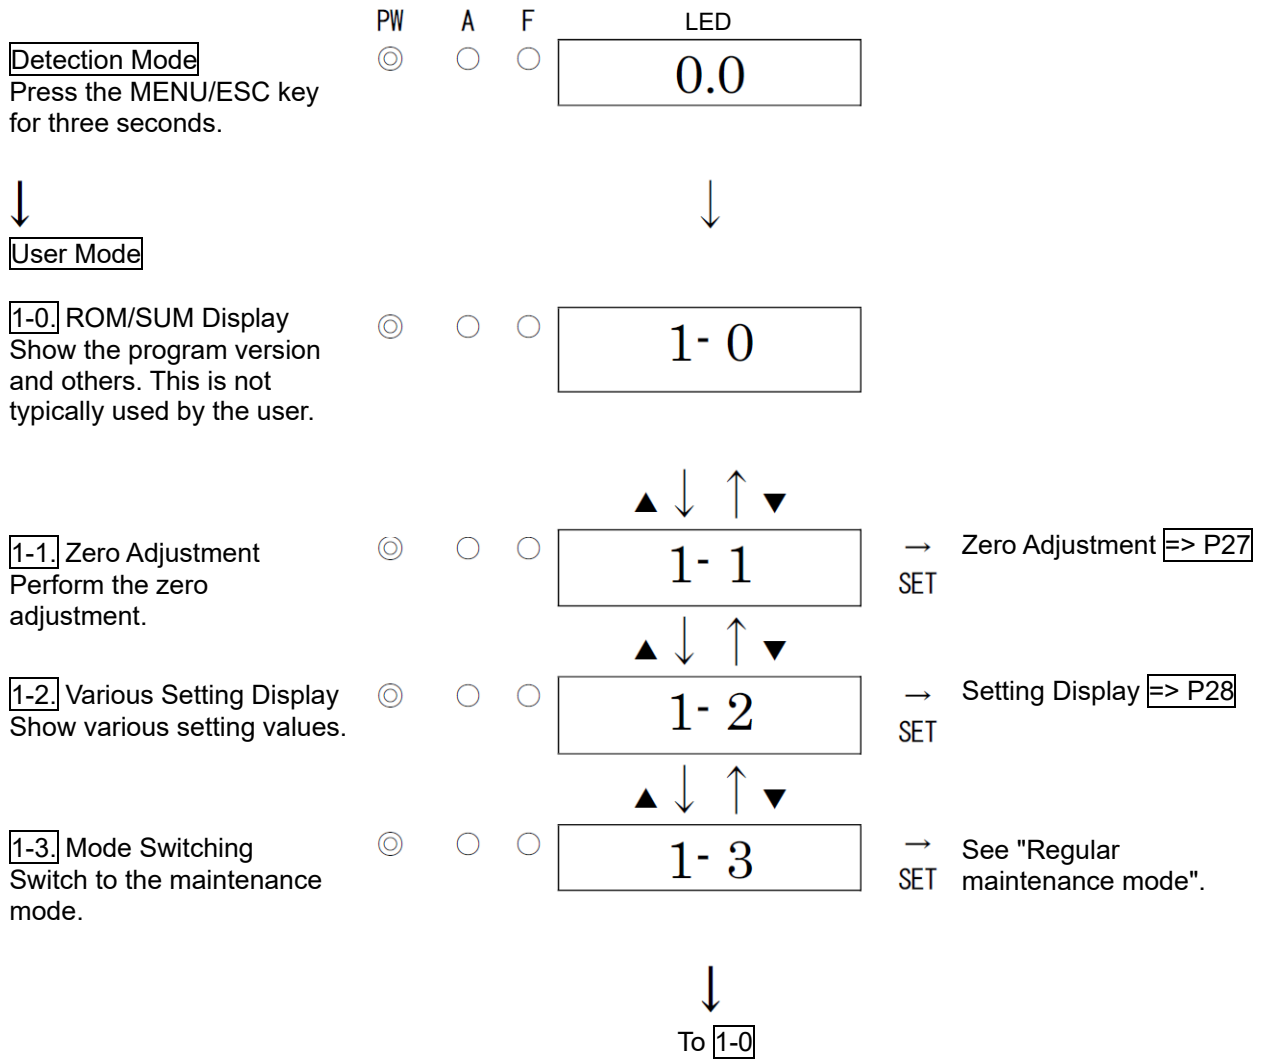 PW A F LED
Detection Mode ◎ ○ ○ 0.0
Press the MENU/ESC key
for three seconds.
↓ ↓
User Mode
1-0. ROM/SUM Display ◎ ○ ○ 1- 0
Show the program version
and others. This is not
typically used by the user.
▲ ↓ ↑ ▼
1-1. Zero Adjustment ◎ ○ ○ 1- 1 → Zero Adjustment => P27
Perform the zero SET
adjustment.
▲ ↓ ↑ ▼
1-2. Various Setting Display ◎ ○ ○ 1- 2 → Setting Display => P28
Show various setting values. SET
▲ ↓ ↑ ▼
1-3. Mode Switching ◎ ○ ○ 1- 3 → See "Regular
Switch to the maintenance SET maintenance mode".
mode.
↓
To 1-0